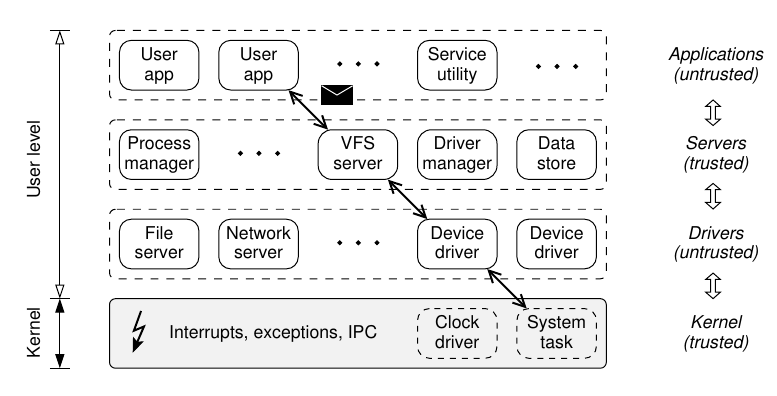 User
app
User
app
. . .
Service
utility
. . .
Applications
(untrusted)
User level
Process
manager
. . .
VFS
server
Driver
manager
Data
store
Servers
(trusted)
File
server
Network
server
. . .
Device
driver
Device
driver
Drivers
(untrusted)
Kernel
Interrupts, exceptions, IPC
Clock
driver
System
task
Kernel
(trusted)